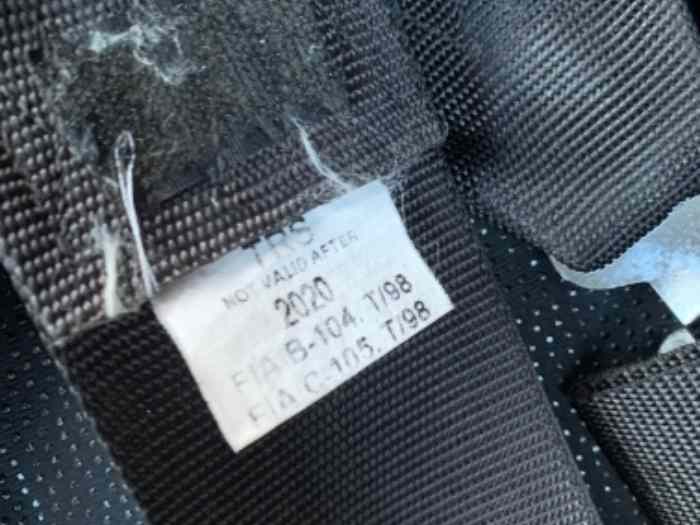 TRS
NOT VALID AFTER
2020
FIA B-104. T/98
FIA C-105. T/98